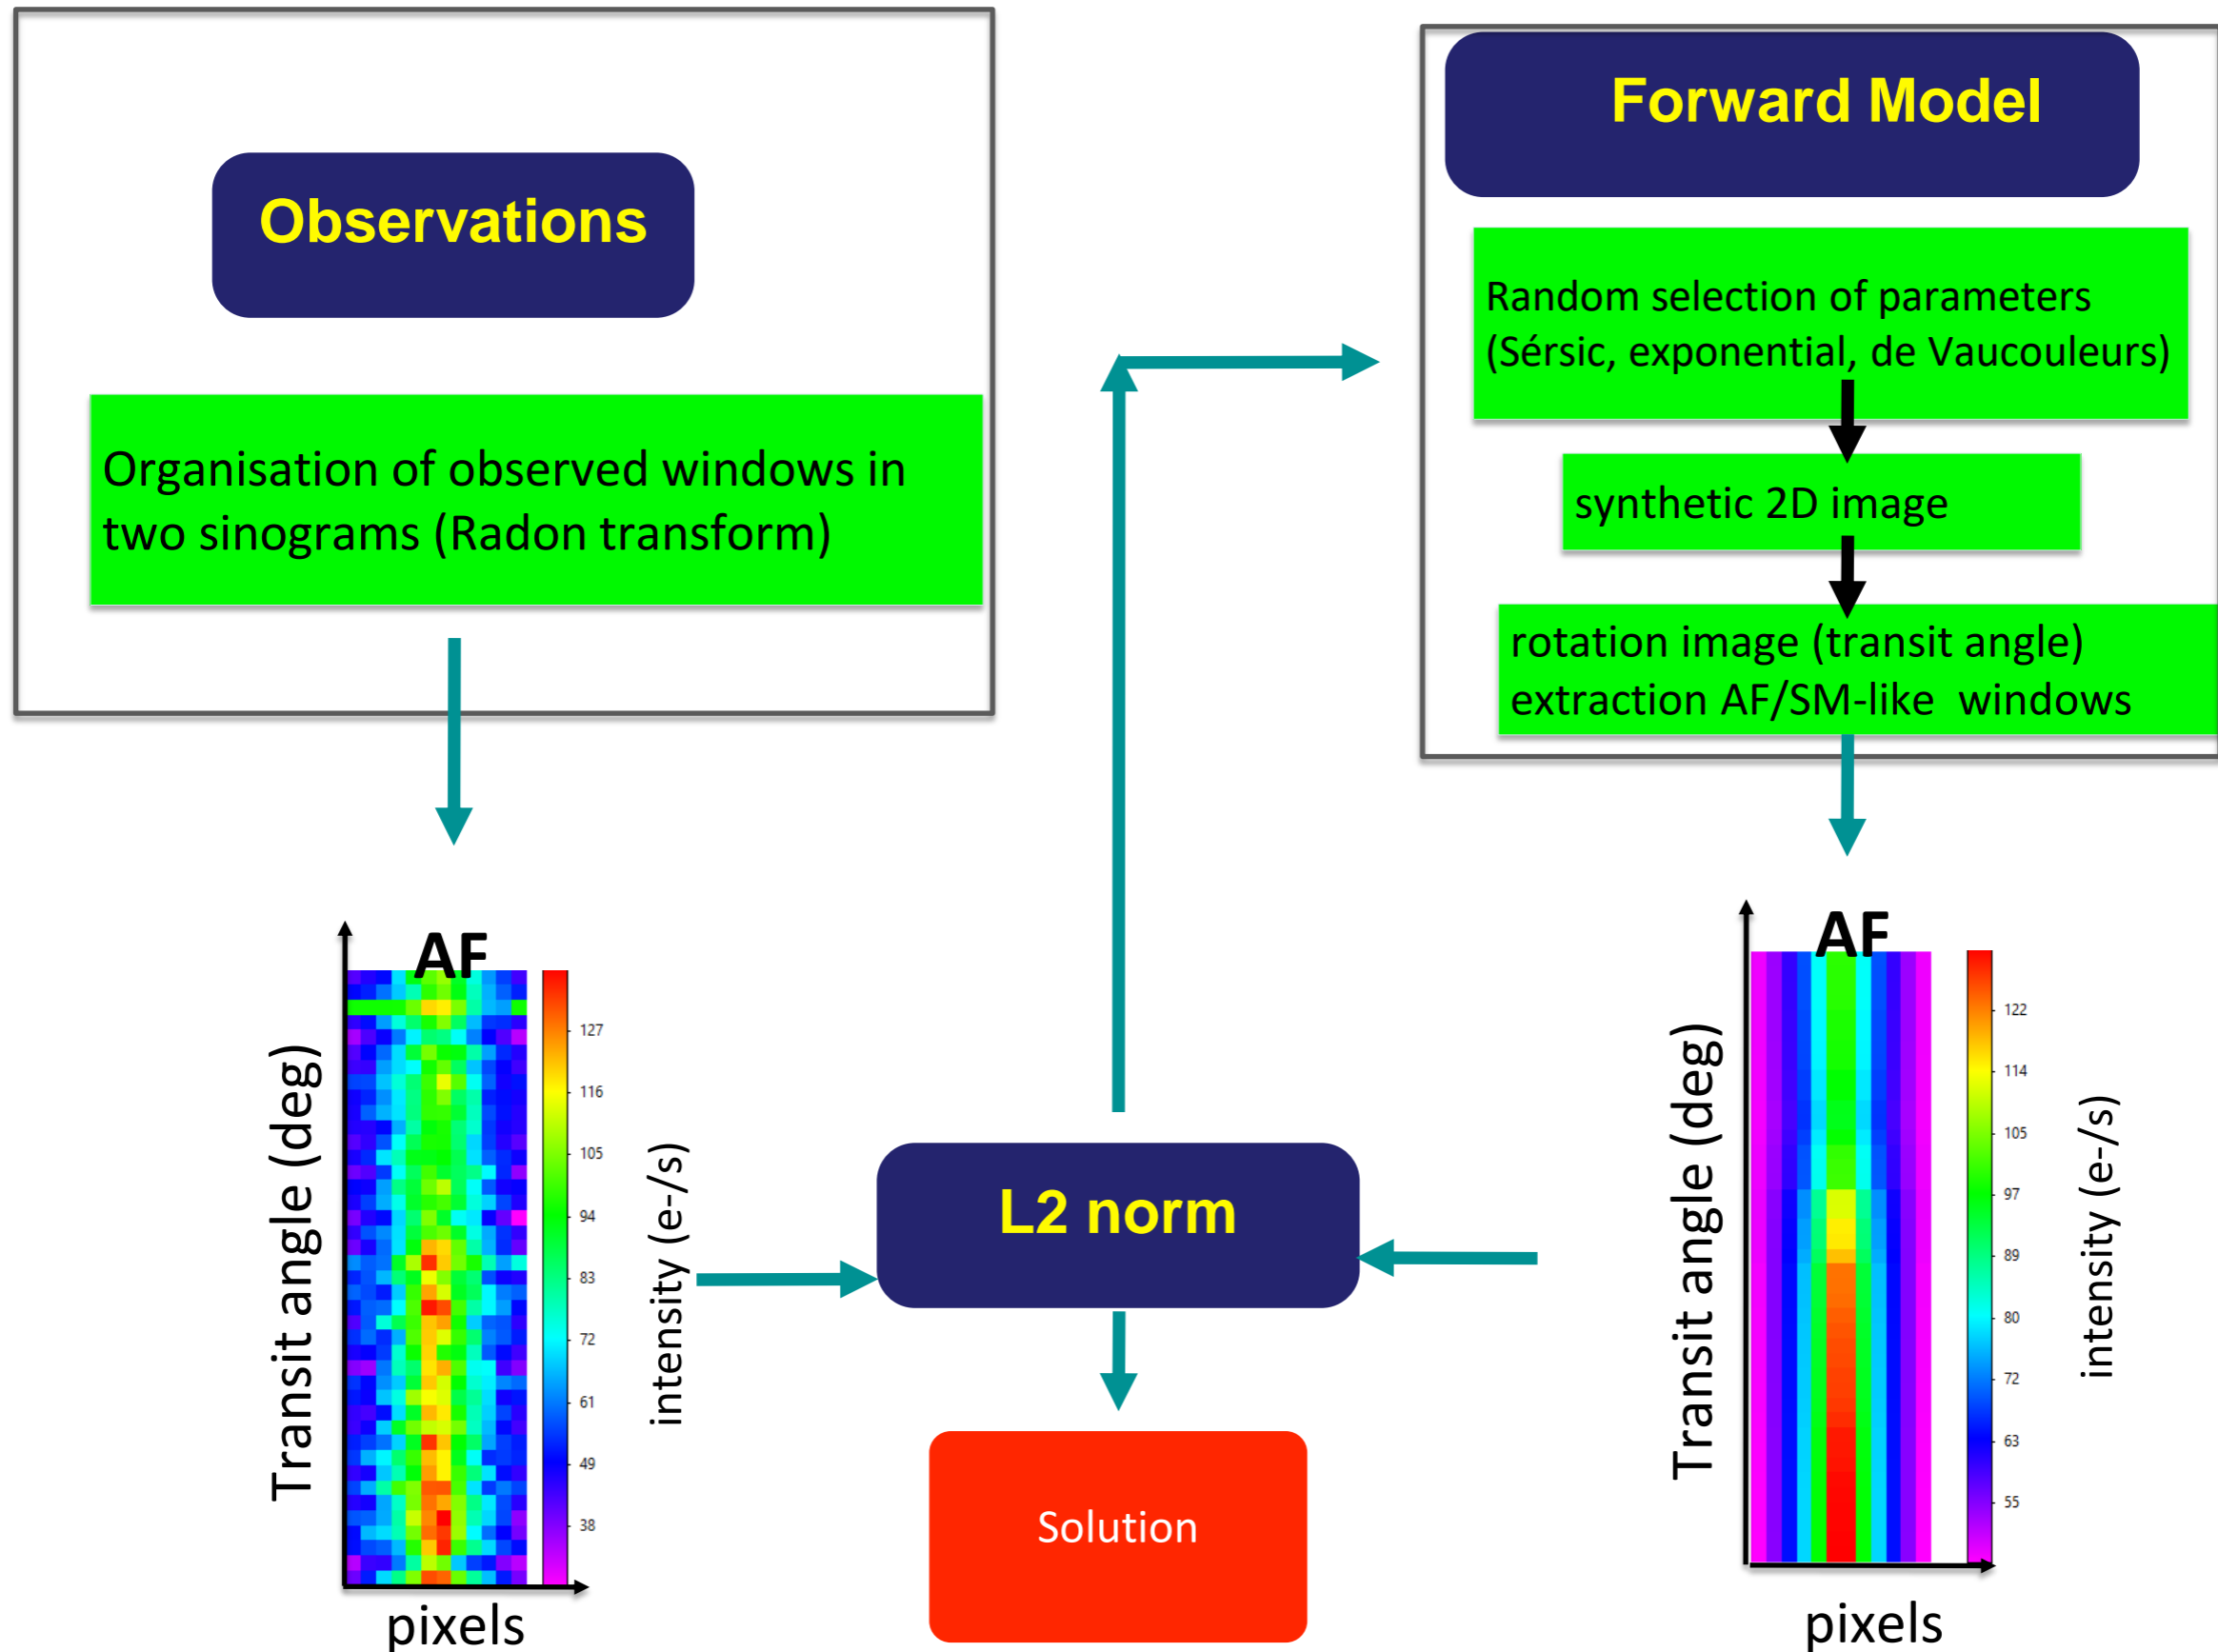 Observations
Organisation of observed windows in
two sinograms (Radon transform)
Forward Model
Random selection of parameters
(Sérsic, exponential, de Vaucouleurs)
synthetic 2D image
rotation image (transit angle)
extraction AF/SM-like windows
AF
Transit angle (deg)
pixels
127
116
105
94
83
72
61
49
38
intensity (e-/s)
L2 norm
Solution
AF
Transit angle (deg)
pixels
122
114
105
97
89
80
72
63
55
intensity (e-/s)